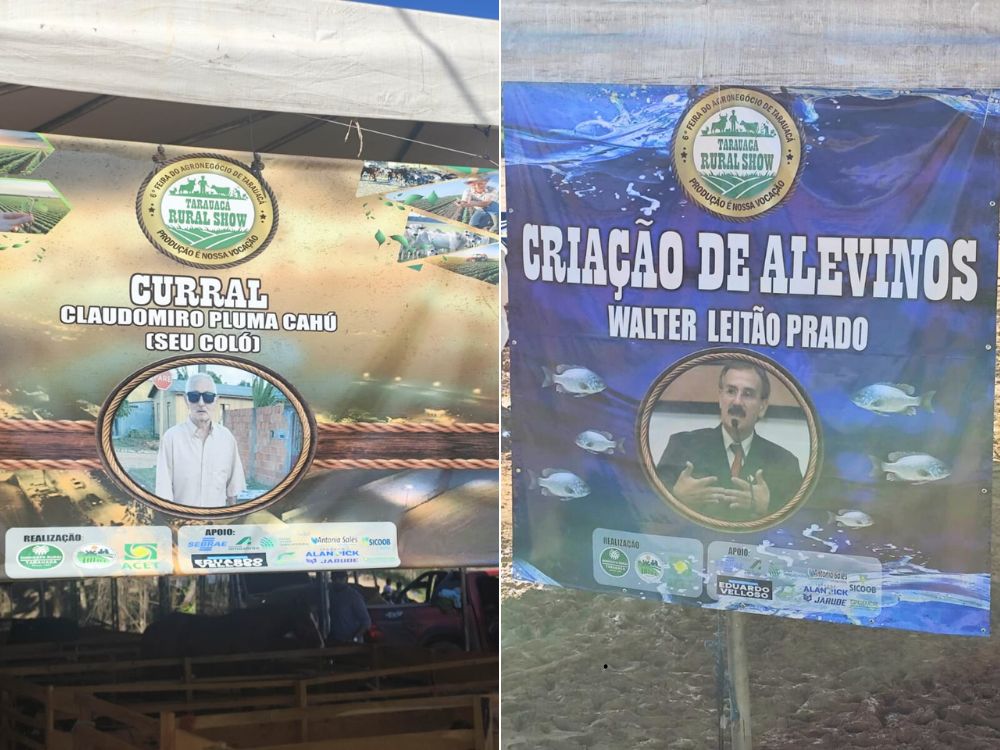 6ª FEIRA DO AGRONEGÓCIO DE TARAUACÁ
TARAUACÁ
RURAL SHOW
PRODUÇÃO É NOSSA VOCAÇÃO
CURRAL
CLAUDOMIRO PLUMA CAHÚ
(SEU COLÓ)
REALIZAÇÃO
ACET
APOIO:
SEBRAE
Antonia Sales
SICOOB
ALAN RICK
JARUDE
6ª FEIRA DO AGRONEGÓCIO DE TARAUACÁ
TARAUACÁ
RURAL SHOW
PRODUÇÃO É NOSSA VOCAÇÃO
CRIAÇÃO DE ALEVINOS
WALTER LEITÃO PRADO
REALIZAÇÃO
APOIO:
EDUARDO
VELLOSO
Antonia Sales
SICOOB
ALAN RICK
JARUDE